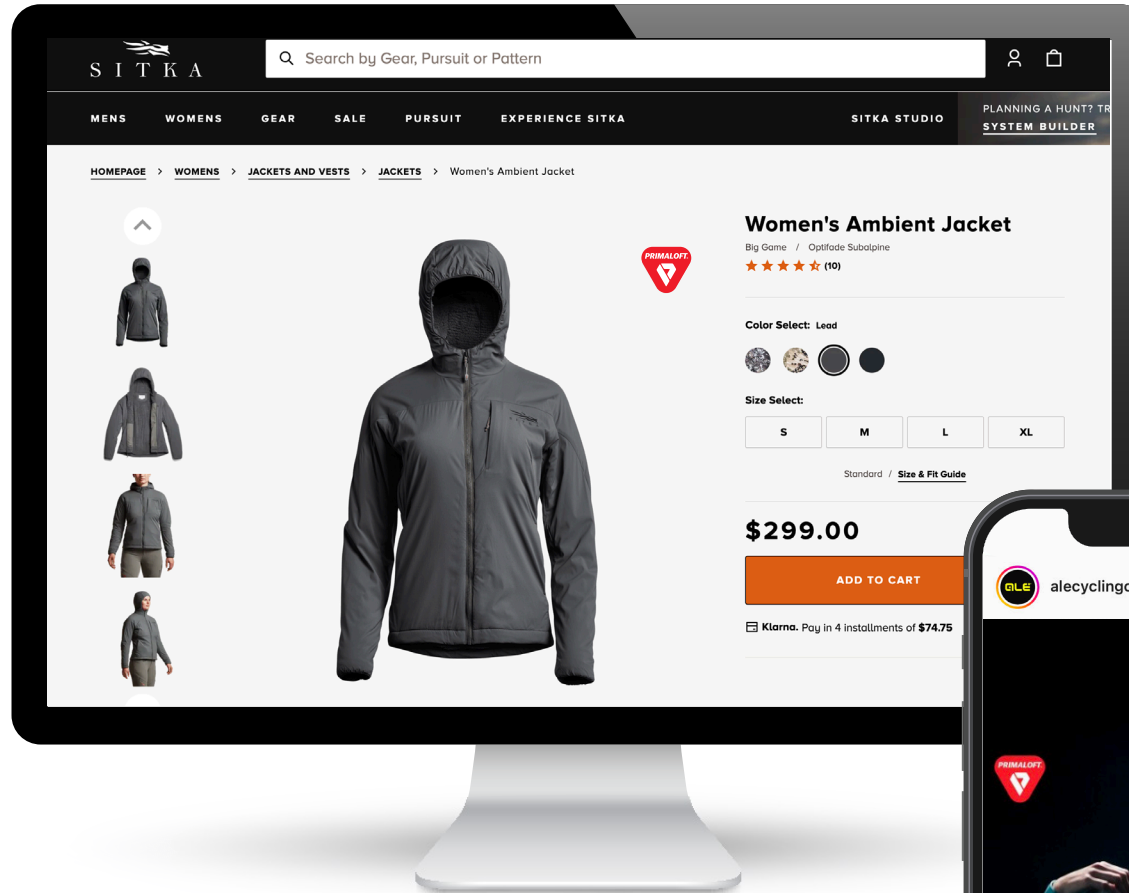 SITKA
Search by Gear, Pursuit or Pattern
MENS WOMENS GEAR SALE PURSUIT EXPERIENCE SITKA SITKA STUDIO
PLANNING A HUNT? TR
SYSTEM BUILDER
HOMEPAGE > WOMENS > JACKETS AND VESTS > JACKETS > Women's Ambient Jacket
PRIMALOFT
Women's Ambient Jacket
Big Game / Optifade Subalpine
(10)
Color Select: Lead
Size Select:
S M L XL
Standard / Size & Fit Guide
$299.00
ADD TO CART
Klarna. Pay in 4 installments of $74.75
ALÉ
alecyclingc
PRIMALOFT